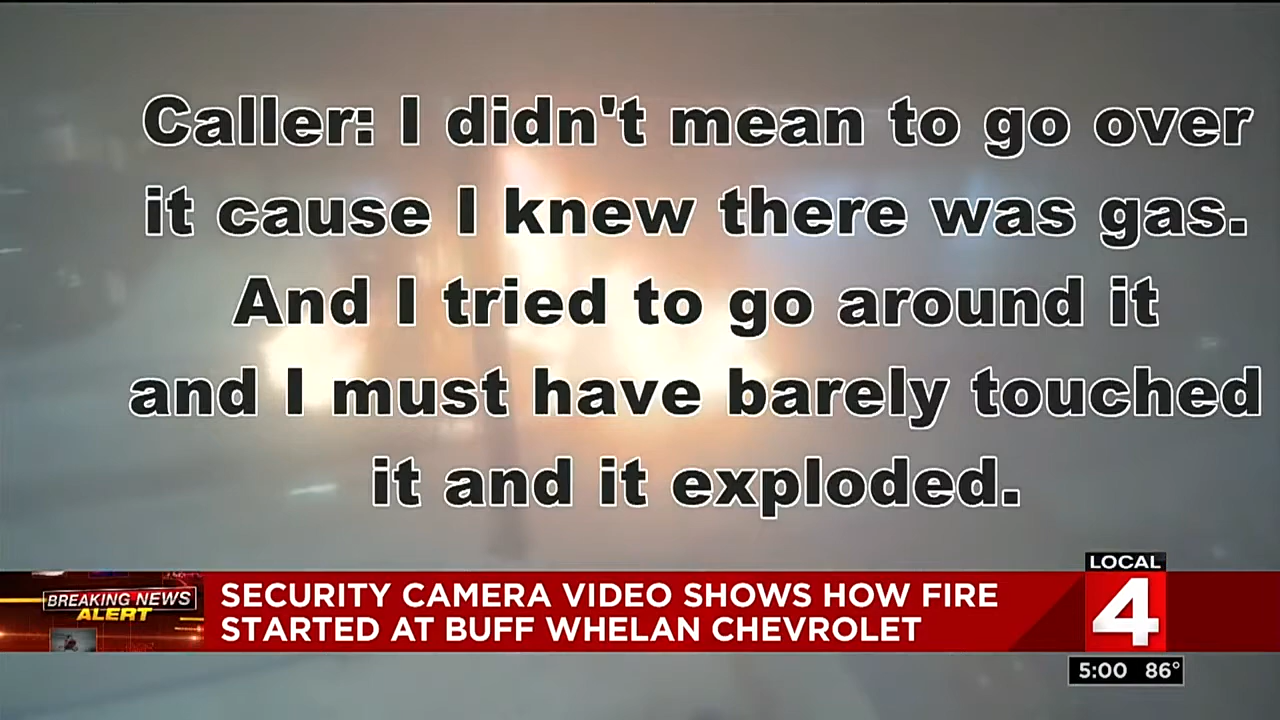 Caller: I didn't mean to go over
it cause I knew there was gas.
And I tried to go around it
and I must have barely touched
it and it exploded.
BREAKING NEWS
ALERT
SECURITY CAMERA VIDEO SHOWS HOW FIRE
STARTED AT BUFF WHELAN CHEVROLET
LOCAL
4
5:00 86°